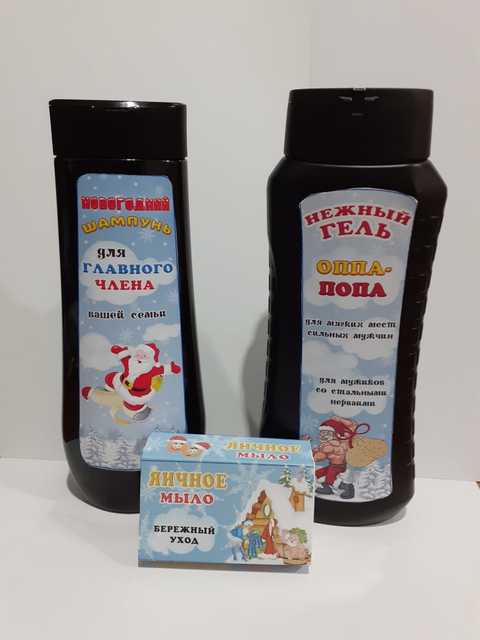 НОВОГОДНИЙ
ШАМПУНЬ
для
ГЛАВНОГО
ЧЛЕНА
вашей семьи
НЕЖНЫЙ
ГЕЛЬ
ОППА-
ПОПА
для мягких мест
сильных мужчин
для мужиков
со стальными
нервами
ЯИЧНОЕ
МЫЛО
ЯИЧНОЕ
МЫЛО
БЕРЕЖНЫЙ
УХОД